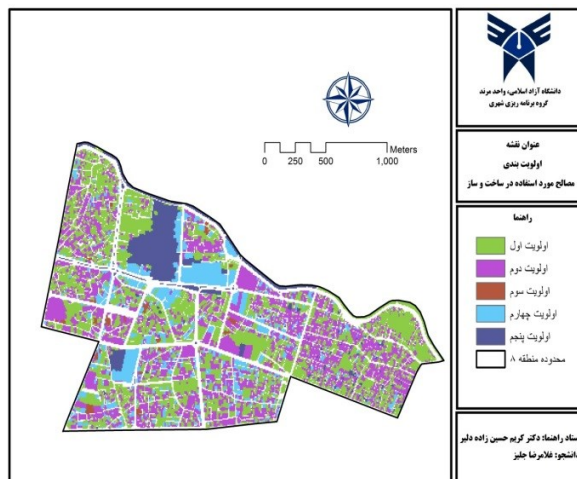 دانشگاه آزاد اسلامی، واحد مرند
گروه برنامه ریزی شهری
عنوان نقشه
اولویت بندی
مصالح مورد استفاده در ساخت و ساز
راهنما
اولویت اول
اولویت دوم
اولویت سوم
اولویت چهارم
اولویت پنجم
محدوده منطقه ۸
ستاد راهنما: دکتر کریم حسین زاده دلیر
دانشجو: غلامرضا جلیز
Meters
0 250 500 1,000